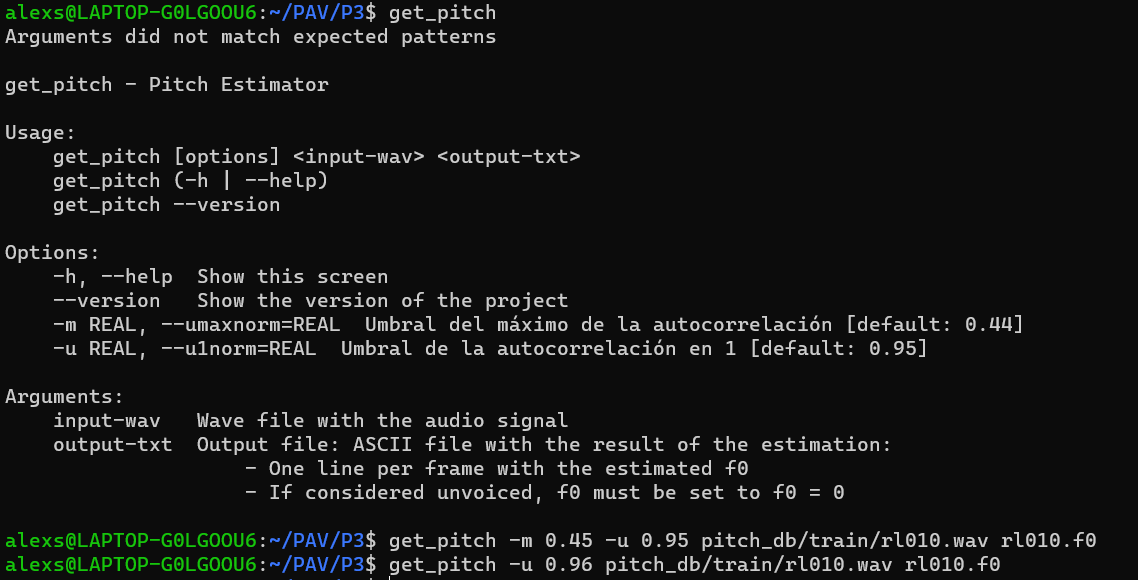 alexs@LAPTOP-G0LGOOU6:~/PAV/P3$ get_pitch
Arguments did not match expected patterns

get_pitch - Pitch Estimator

Usage:
    get_pitch [options] <input-wav> <output-txt>
    get_pitch (-h | --help)
    get_pitch --version

Options:
    -h, --help  Show this screen
    --version   Show the version of the project
    -m REAL, --umaxnorm=REAL  Umbral del máximo de la autocorrelación [default: 0.44]
    -u REAL, --u1norm=REAL  Umbral de la autocorrelación en 1 [default: 0.95]

Arguments:
    input-wav   Wave file with the audio signal
    output-txt  Output file: ASCII file with the result of the estimation:
                    - One line per frame with the estimated f0
                    - If considered unvoiced, f0 must be set to f0 = 0

alexs@LAPTOP-G0LGOOU6:~/PAV/P3$ get_pitch -m 0.45 -u 0.95 pitch_db/train/rl010.wav rl010.f0
alexs@LAPTOP-G0LGOOU6:~/PAV/P3$ get_pitch -u 0.96 pitch_db/train/rl010.wav rl010.f0